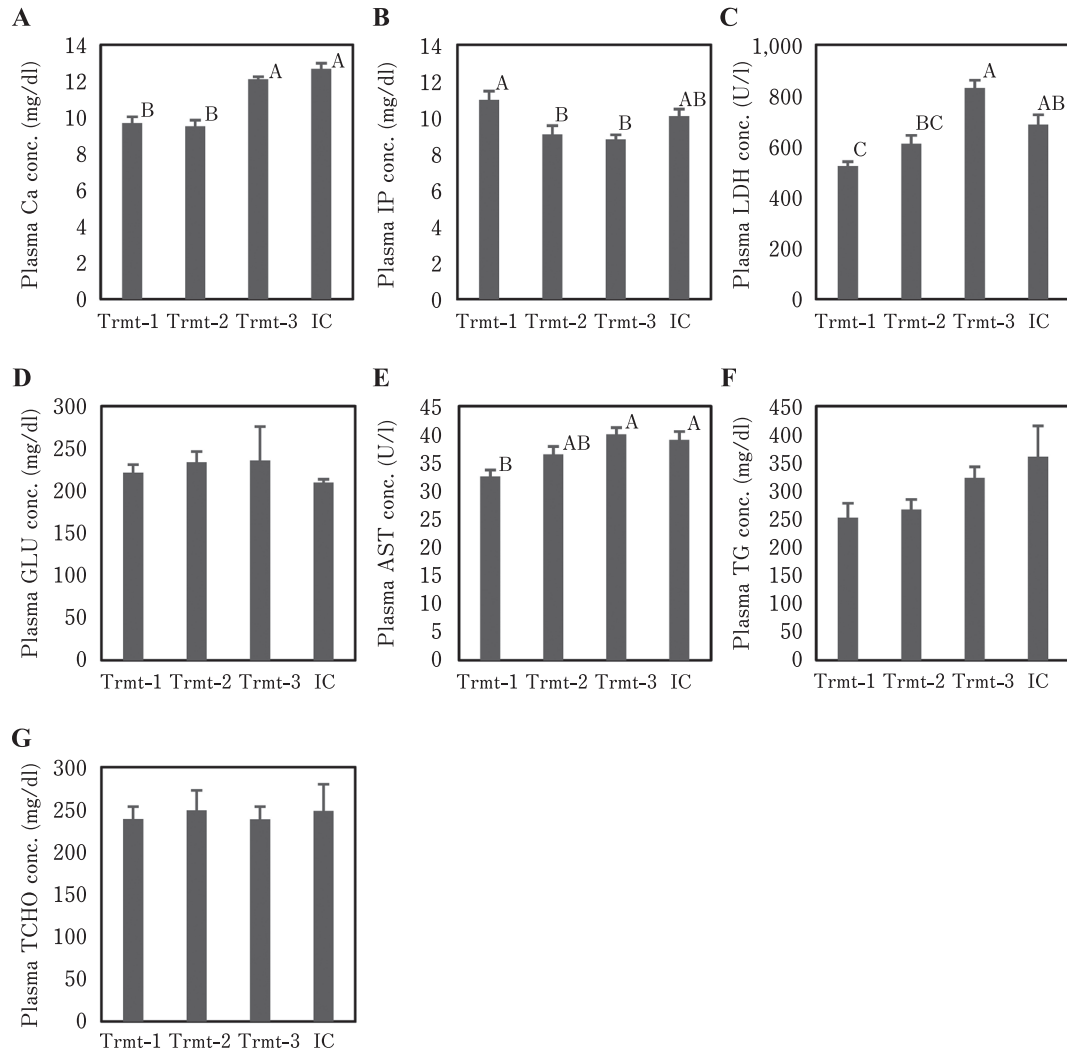 A
Plasma Ca conc. (mg/dl)
14
12
10
8
6
4
2
0
B
B
A
A
Trmt-1 Trmt-2 Trmt-3 IC
B
Plasma IP conc. (mg/dl)
14
12
10
8
6
4
2
0
A
B
B
AB
Trmt-1 Trmt-2 Trmt-3 IC
C
Plasma LDH conc. (U/l)
1,000
800
600
400
200
0
C
BC
A
AB
Trmt-1 Trmt-2 Trmt-3 IC
D
Plasma GLU conc. (mg/dl)
300
250
200
150
100
50
0
Trmt-1 Trmt-2 Trmt-3 IC
E
Plasma AST conc. (U/l)
45
40
35
30
25
20
15
10
5
0
B
AB
A
A
Trmt-1 Trmt-2 Trmt-3 IC
F
Plasma TG conc. (mg/dl)
450
400
350
300
250
200
150
100
50
0
Trmt-1 Trmt-2 Trmt-3 IC
G
Plasma TCHO conc. (mg/dl)
300
250
200
150
100
50
0
Trmt-1 Trmt-2 Trmt-3 IC